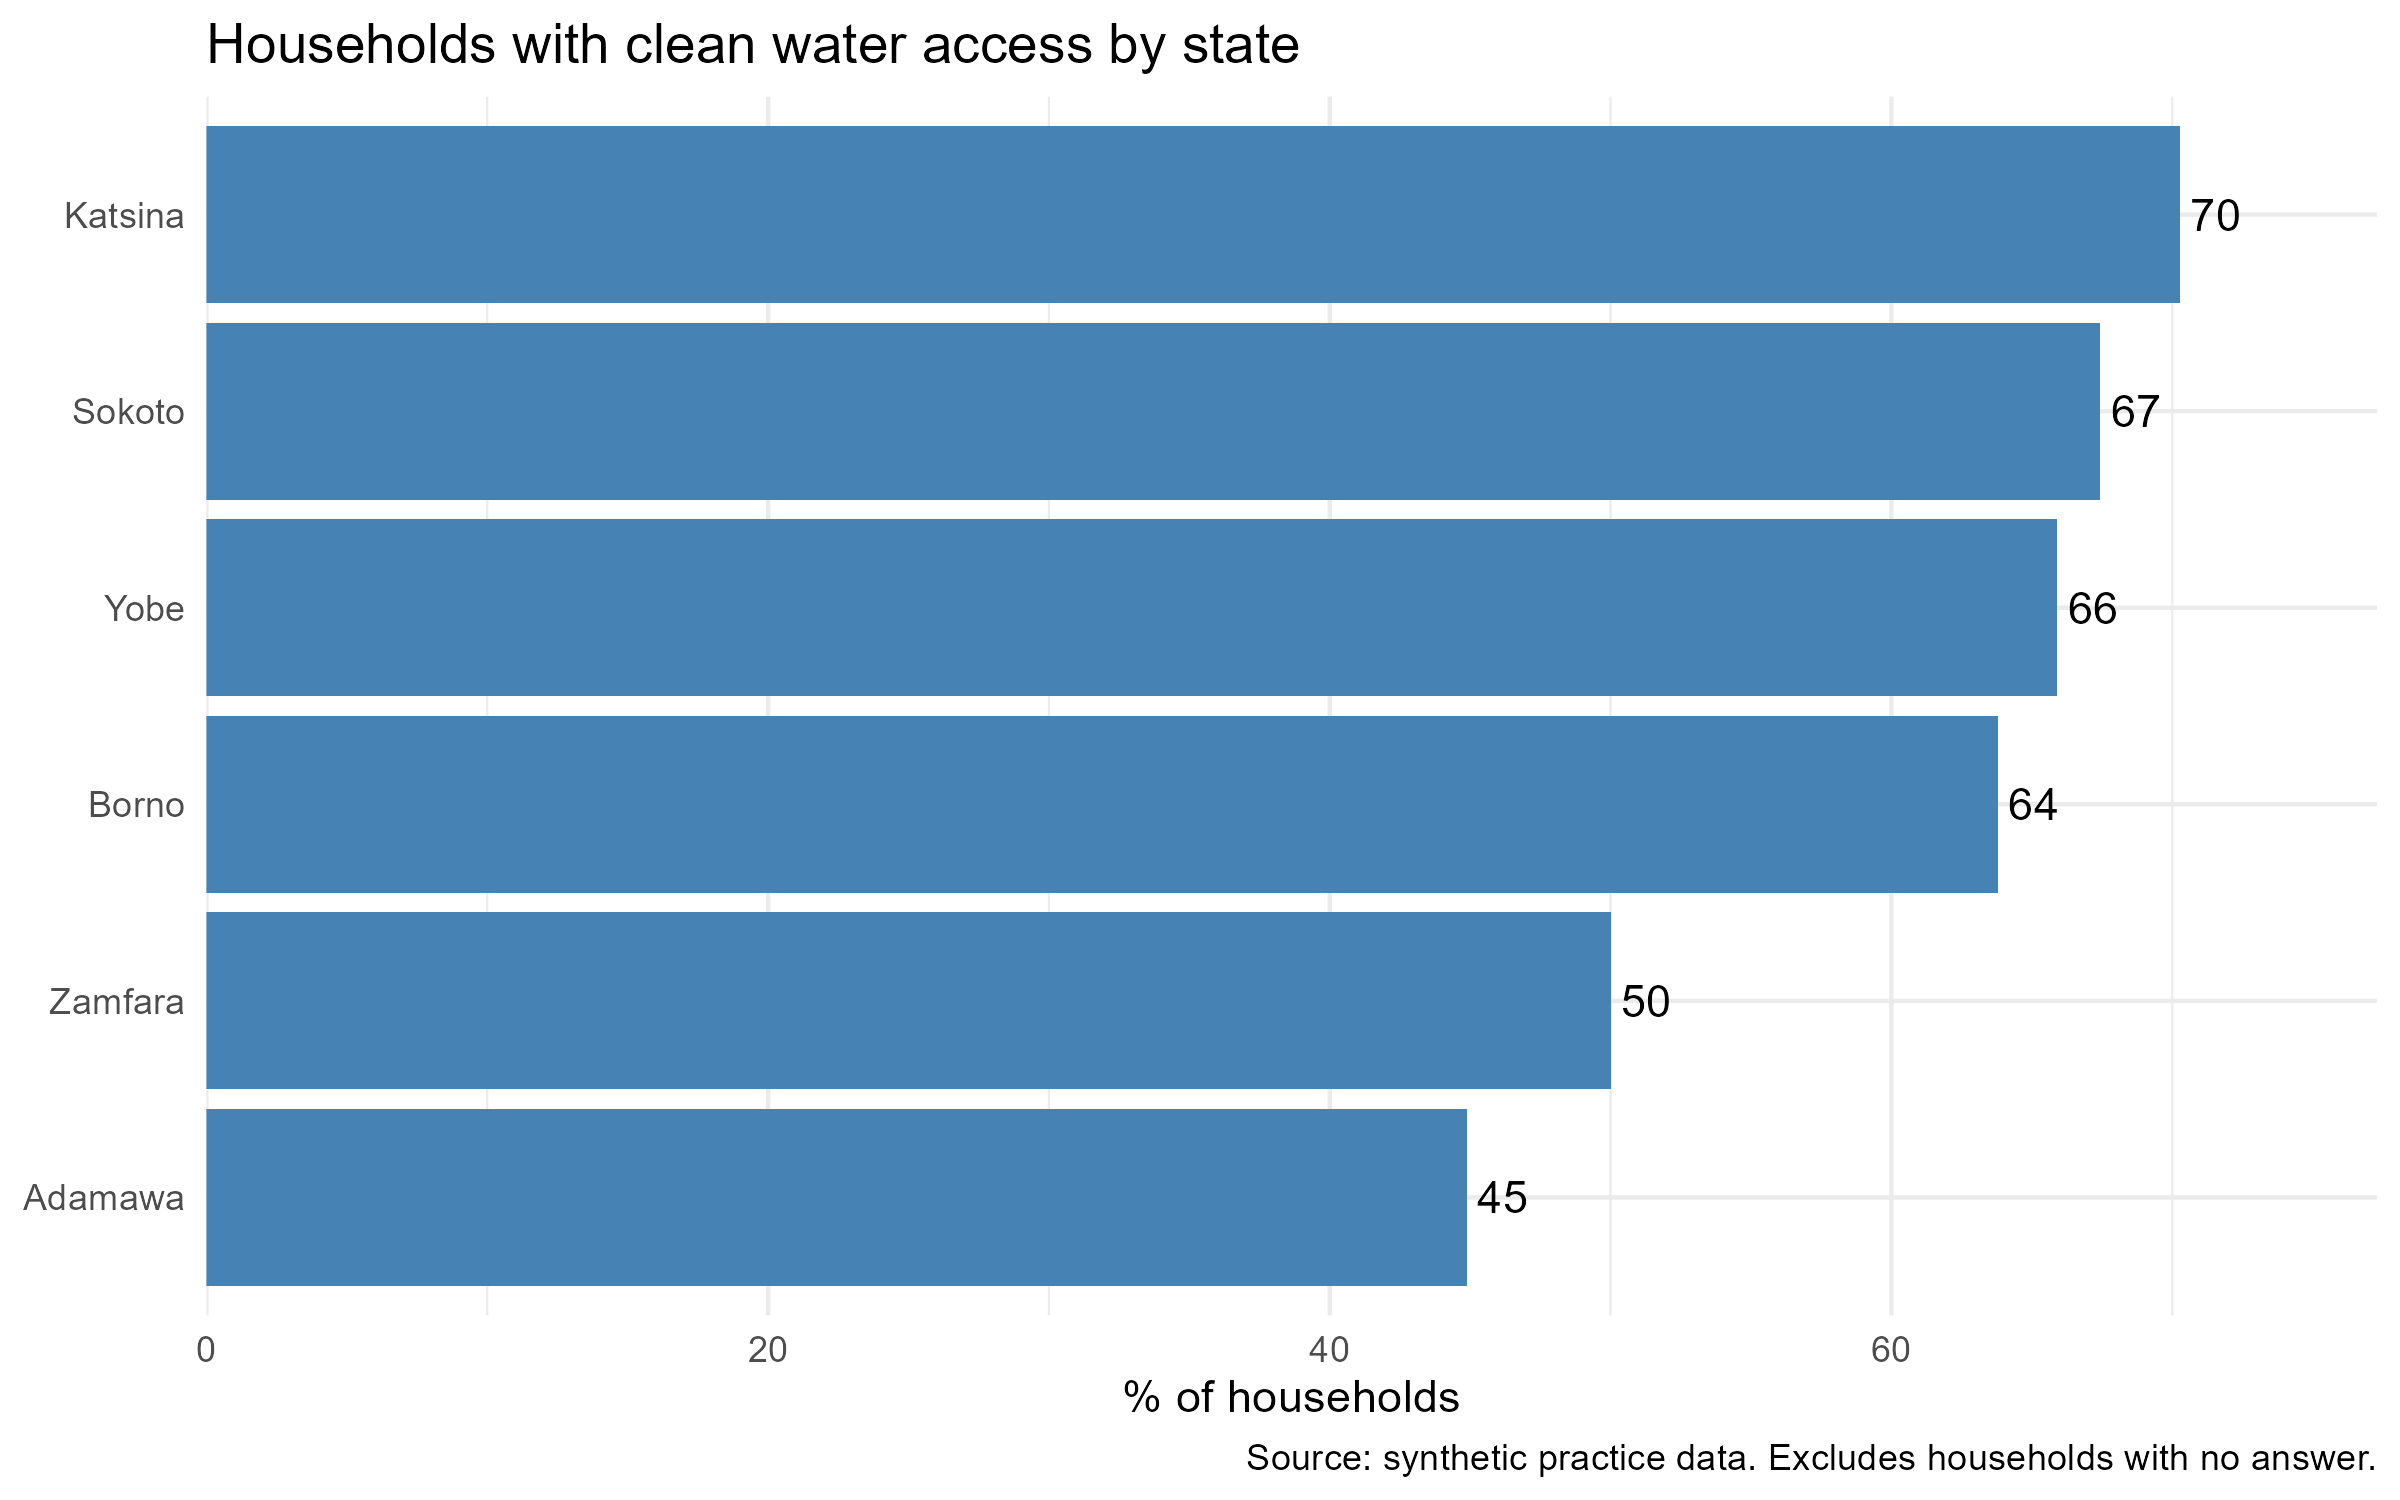 Households with clean water access by state
Katsina 70
Sokoto 67
Yobe 66
Borno 64
Zamfara 50
Adamawa 45
0 20 40 60
% of households
Source: synthetic practice data. Excludes households with no answer.